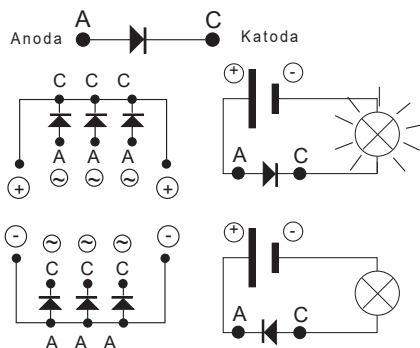 Anoda A C Katoda
C C C
A A A
+ ~ ~ ~ +
+ -
A C
- ~ ~ ~ -
C C C
A A A
+ -
A C